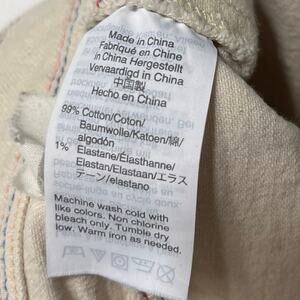 Made in China
Fabriqué en Chine
in China Hergestellt
Vervaardigd in China
中国製
Hecho en China
99% Cotton/Coton/
Baumwolle/Katoen/綿/
algodón
1% Elastane/Élasthanne/
Elastan/Elastaan/エラス
テーン/elastano
Machine wash cold with
like colors. Non chlorine
bleach only. Tumble dry
low. Warm iron as needed.